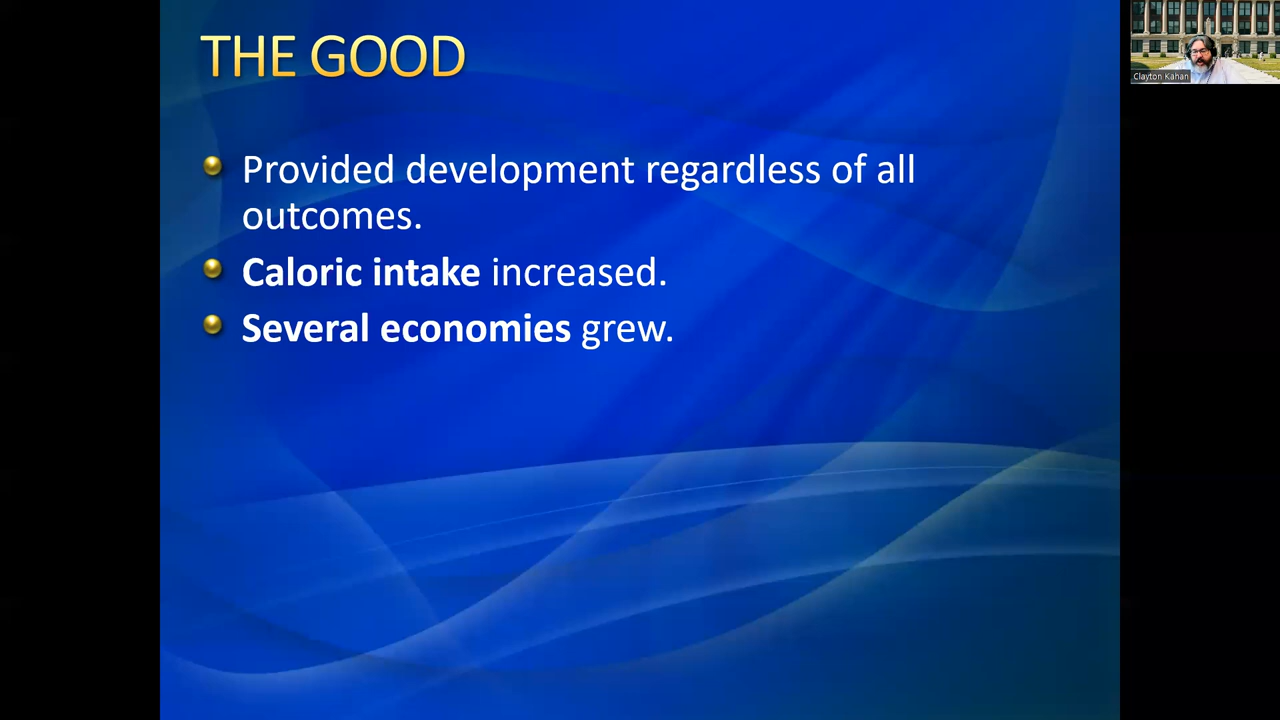 THE GOOD
Provided development regardless of all
outcomes.
Caloric intake increased.
Several economies grew.
Clayton Kahan